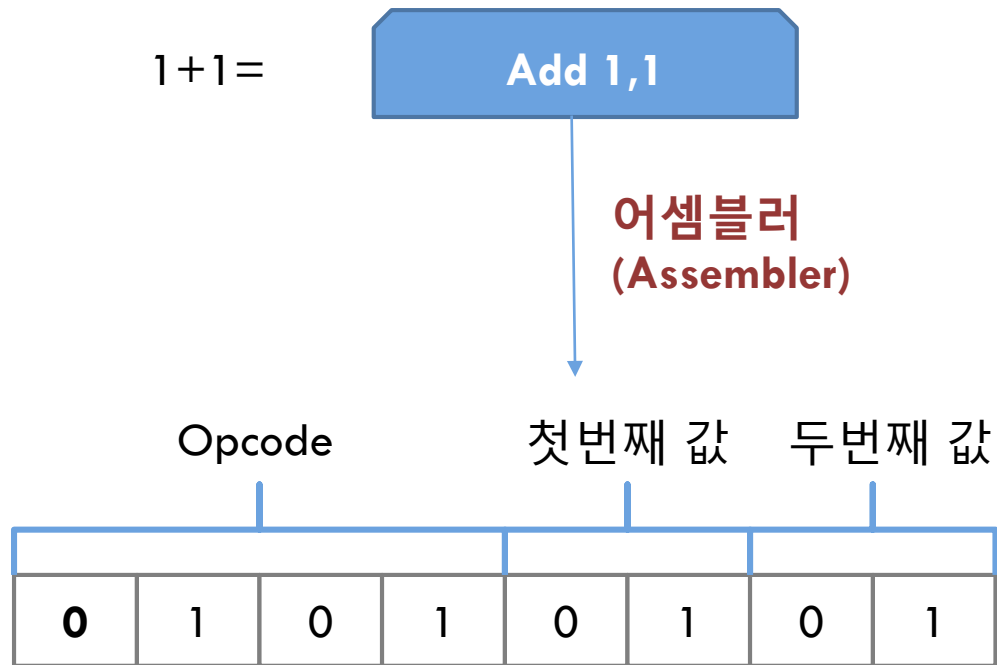 1+1=
Add 1,1
어셈블러
(Assembler)
Opcode 첫번째 값 두번째 값
0 1 0 1 0 1 0 1